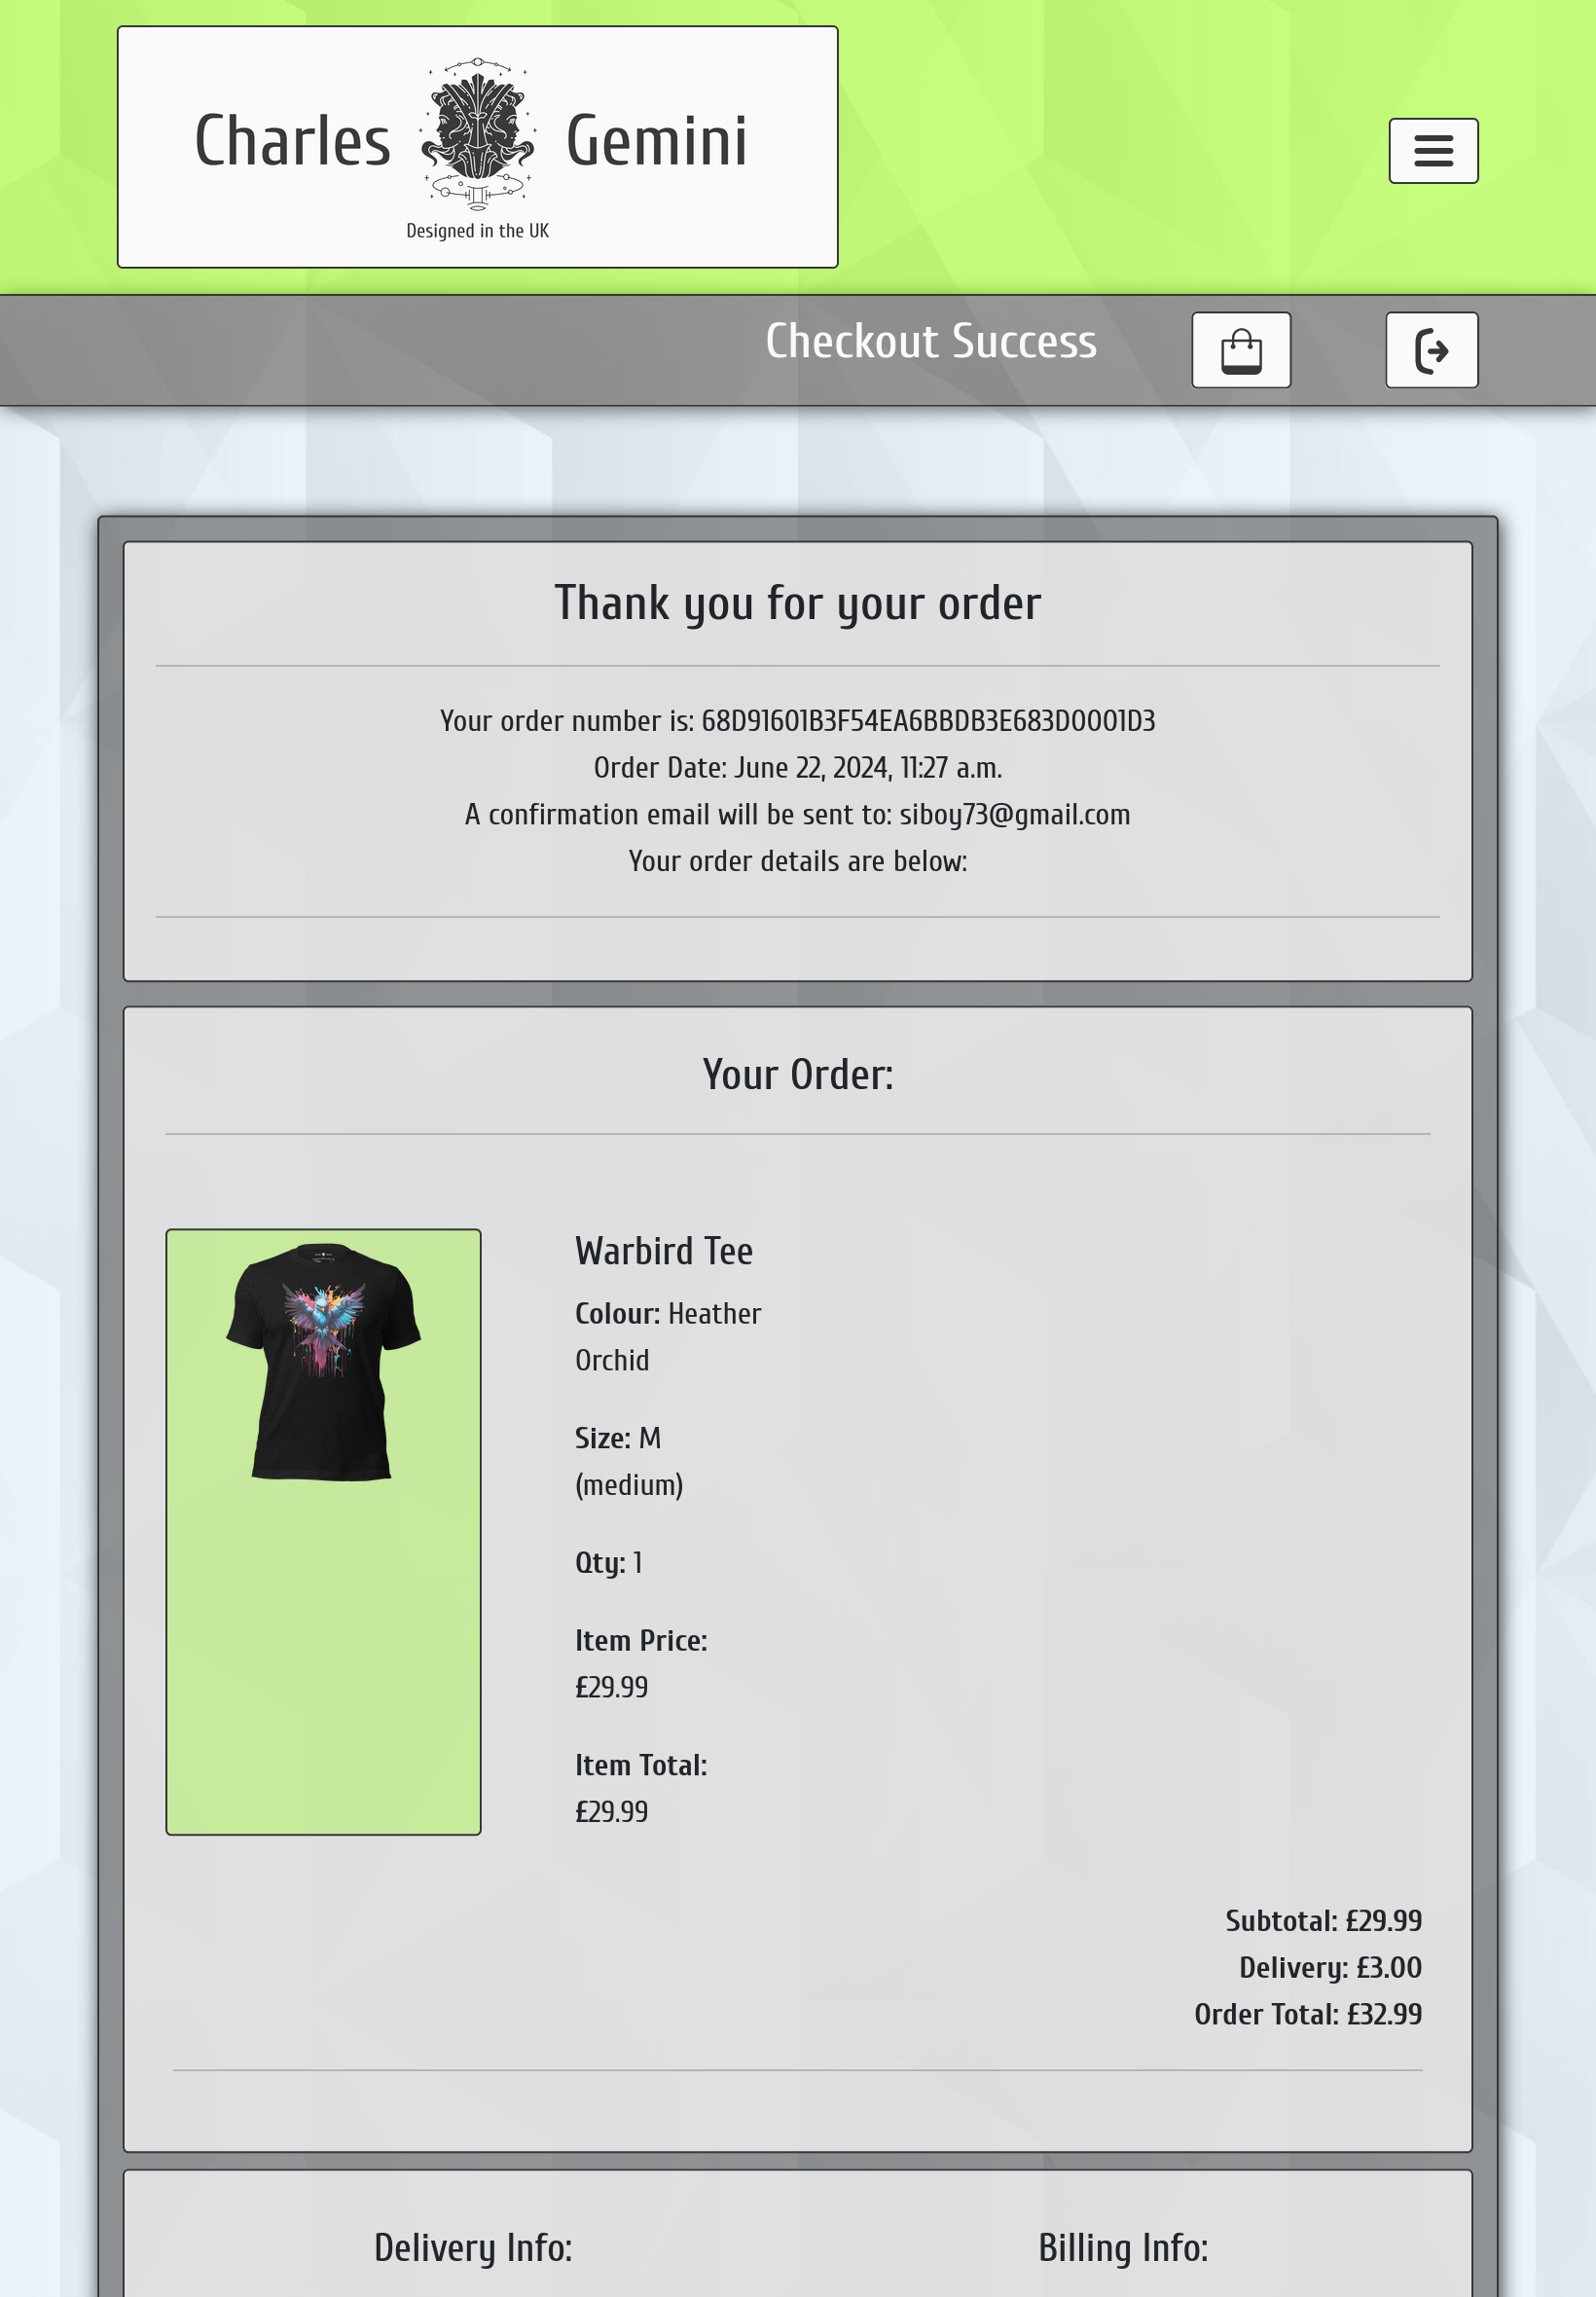 Charles Gemini
Designed in the UK
Checkout Success
Thank you for your order
Your order number is: 68D91601B3F54EA6BBDB3E683D0001D3
Order Date: June 22, 2024, 11:27 a.m.
A confirmation email will be sent to: siboy73@gmail.com
Your order details are below:
Your Order:
Warbird Tee
Colour: Heather
Orchid
Size: M
(medium)
Qty: 1
Item Price:
£29.99
Item Total:
£29.99
Subtotal: £29.99
Delivery: £3.00
Order Total: £32.99
Delivery Info:
Billing Info: